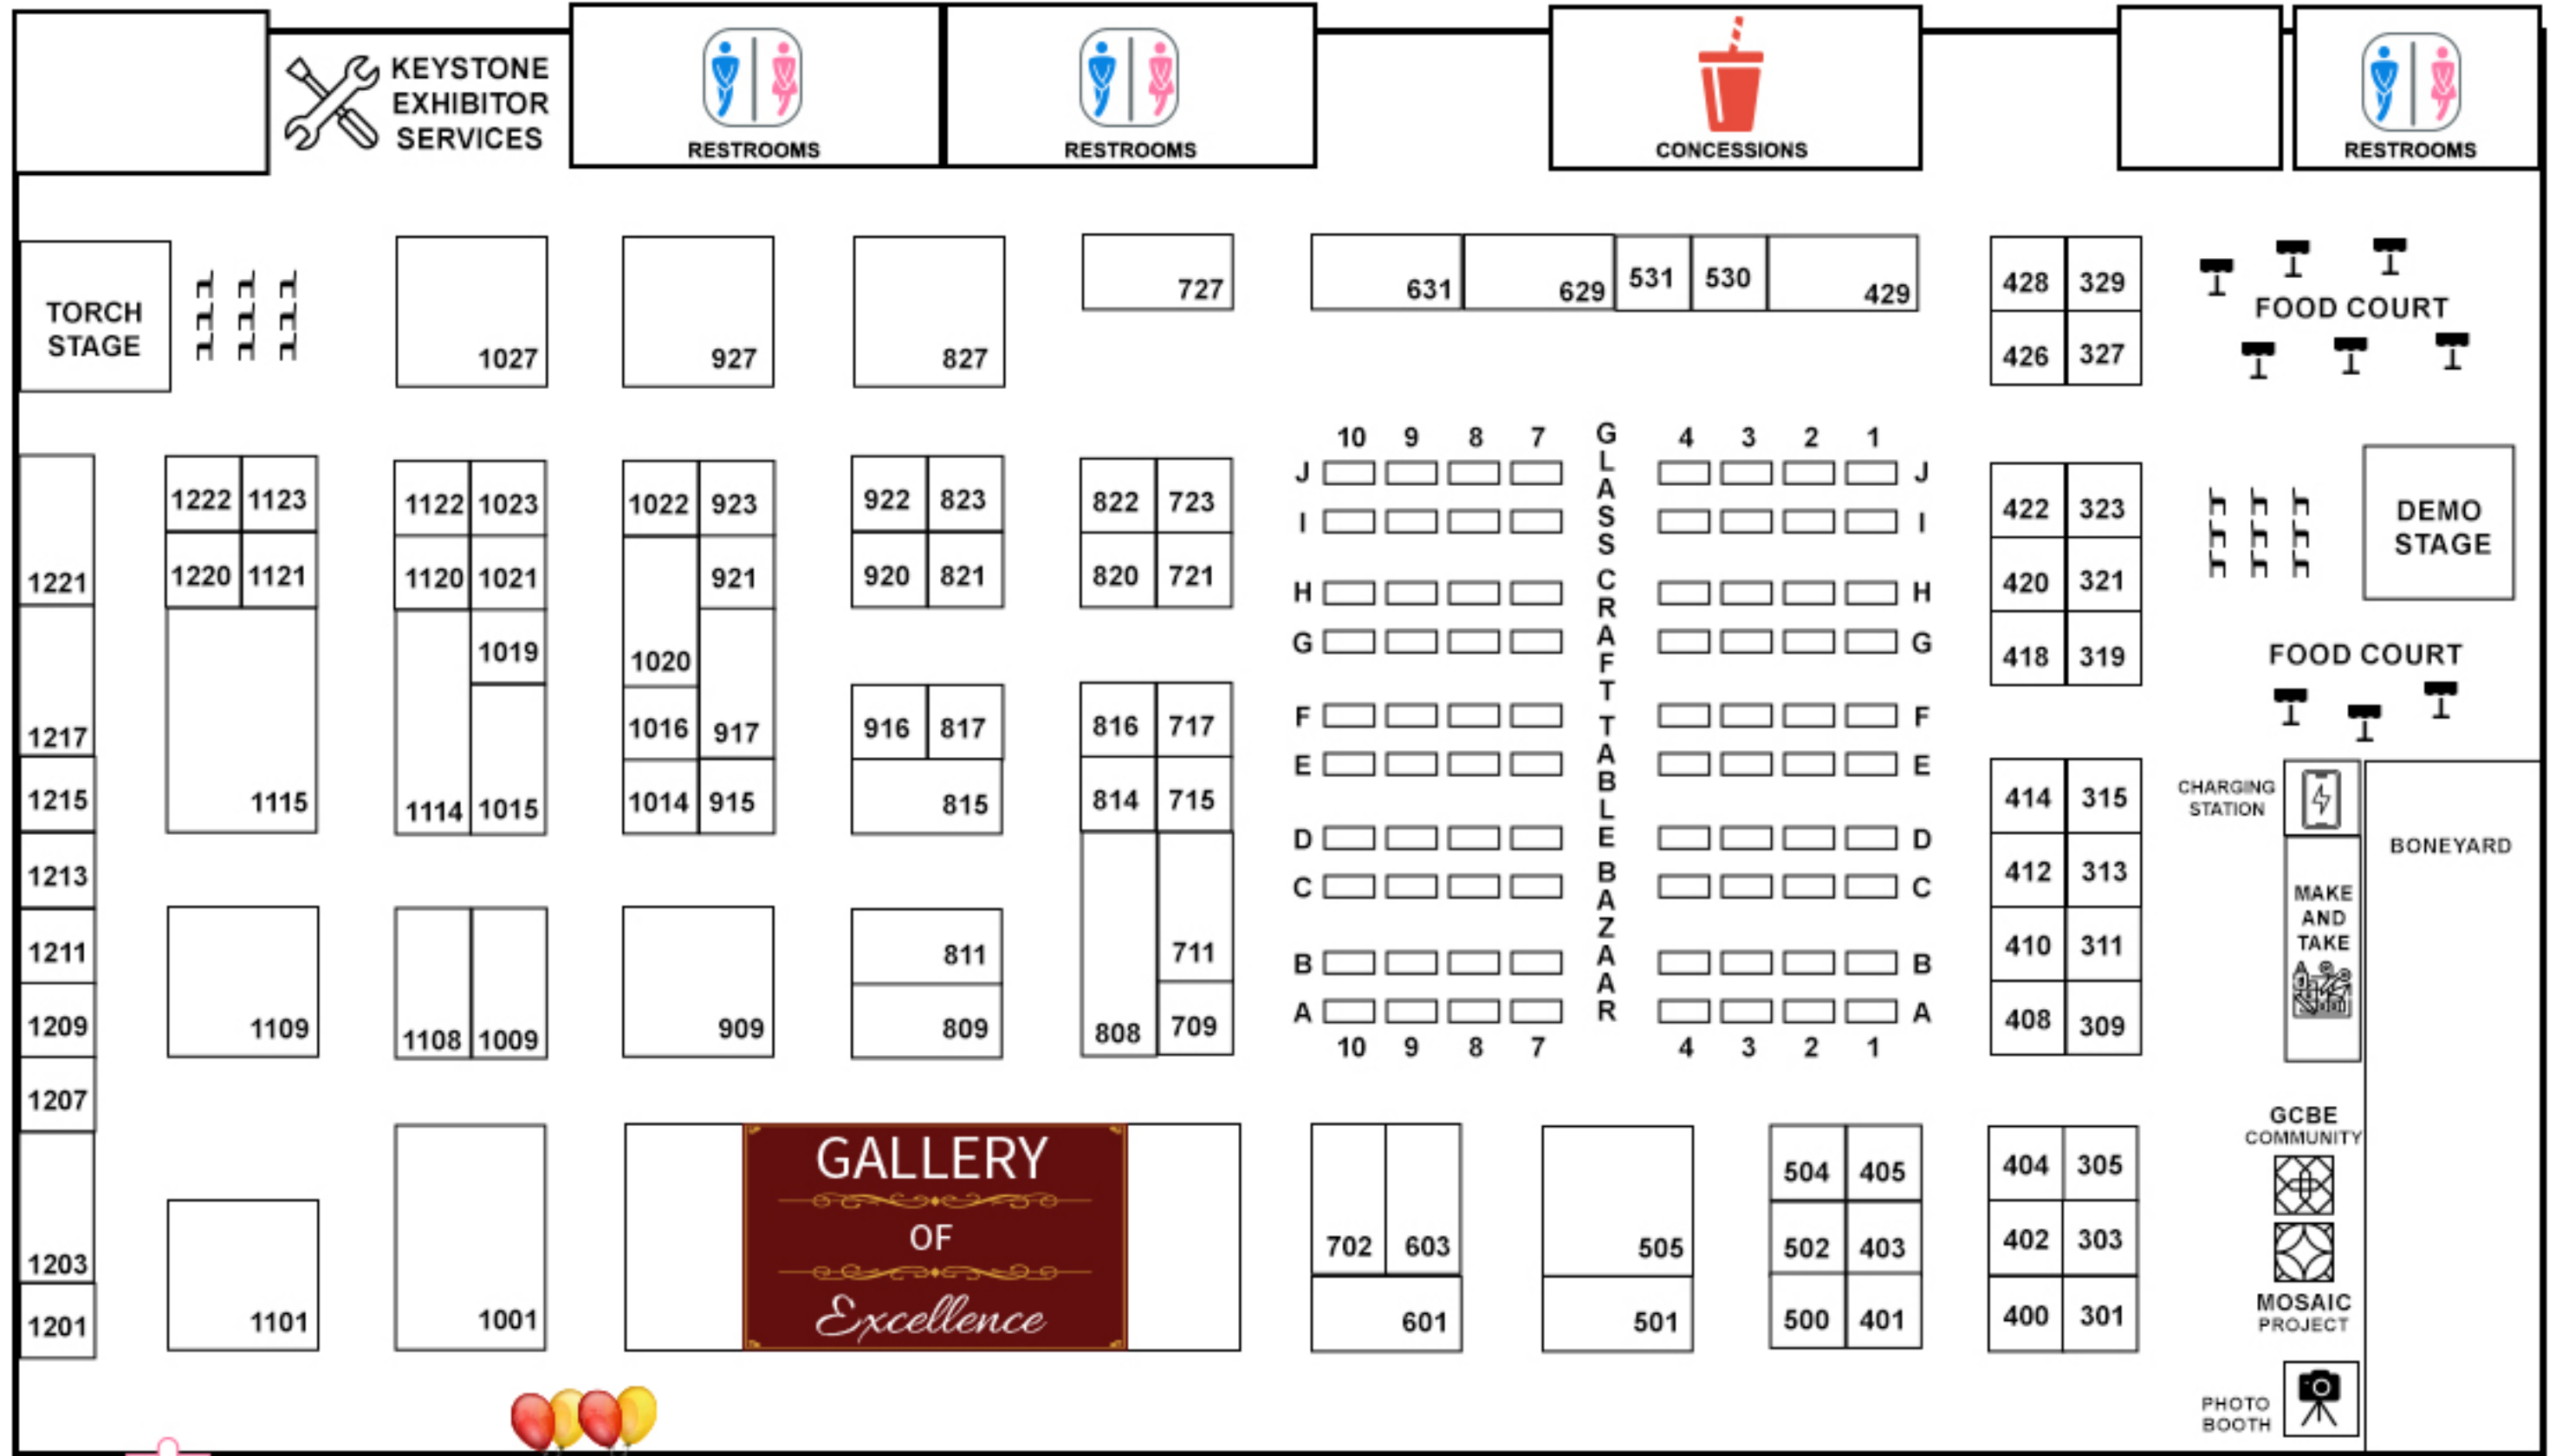 KEYSTONE
EXHIBITOR
SERVICES
RESTROOMS
RESTROOMS
CONCESSIONS
RESTROOMS
TORCH
STAGE
1027
927
827
727
631
629
531
530
429
428
329
426
327
FOOD COURT
1221
1217
1215
1213
1211
1209
1207
1203
1201
1222
1123
1220
1121
1115
1109
1101
1122
1023
1120
1021
1019
1114
1015
1108
1009
1001
1022
923
921
1020
1016
917
1014
915
909
922
823
920
821
916
817
815
811
809
822
723
820
721
816
717
814
715
711
808
709
GALLERY
OF
Excellence
10 9 8 7
4 3 2 1
J
J
I
I
H
H
G
G
F
F
E
E
D
D
C
C
B
B
A
A
10 9 8 7
4 3 2 1
GLASS CRAFT TABLE BAZAAR
702
603
601
505
501
504
405
502
403
500
401
422
323
420
321
418
319
414
315
412
313
410
311
408
309
404
305
402
303
400
301
DEMO
STAGE
FOOD COURT
CHARGING
STATION
BONEYARD
MAKE
AND
TAKE
GCBE
COMMUNITY
MOSAIC
PROJECT
PHOTO
BOOTH